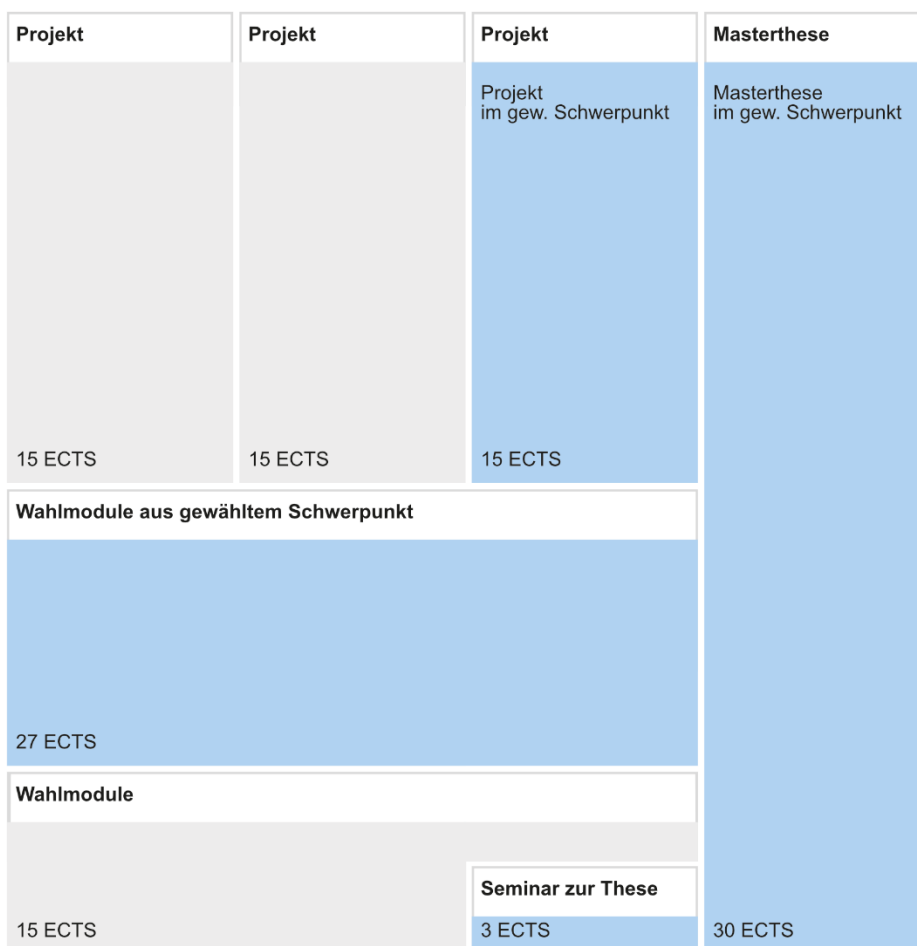 Projekt
Projekt
Projekt
Masterthese
Projekt
im gew. Schwerpunkt
Masterthese
im gew. Schwerpunkt
15 ECTS
15 ECTS
15 ECTS
Wahlmodule aus gewähltem Schwerpunkt
27 ECTS
Wahlmodule
Seminar zur These
15 ECTS
3 ECTS
30 ECTS